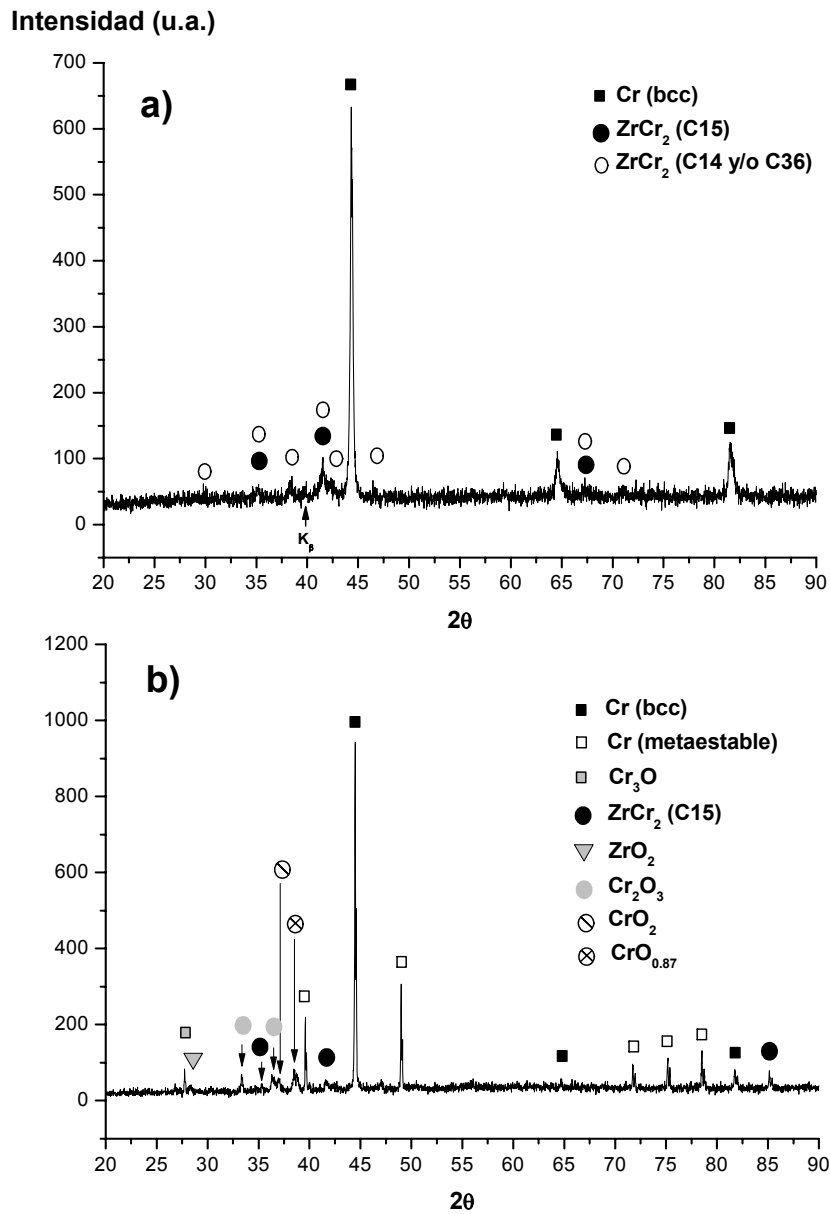 Intensidad (u.a.)
700
600
500
400
300
200
100
0
a)
Cr (bcc)
ZrCr₂ (C15)
ZrCr₂ (C14 y/o C36)
Kβ
20 25 30 35 40 45 50 55 60 65 70 75 80 85 90
2θ
1200
1000
800
600
400
200
0
b)
Cr (bcc)
Cr (metaestable)
Cr₃O
ZrCr₂ (C15)
ZrO₂
Cr₂O₃
CrO₂
CrO₀.₈₇
20 25 30 35 40 45 50 55 60 65 70 75 80 85 90
2θ